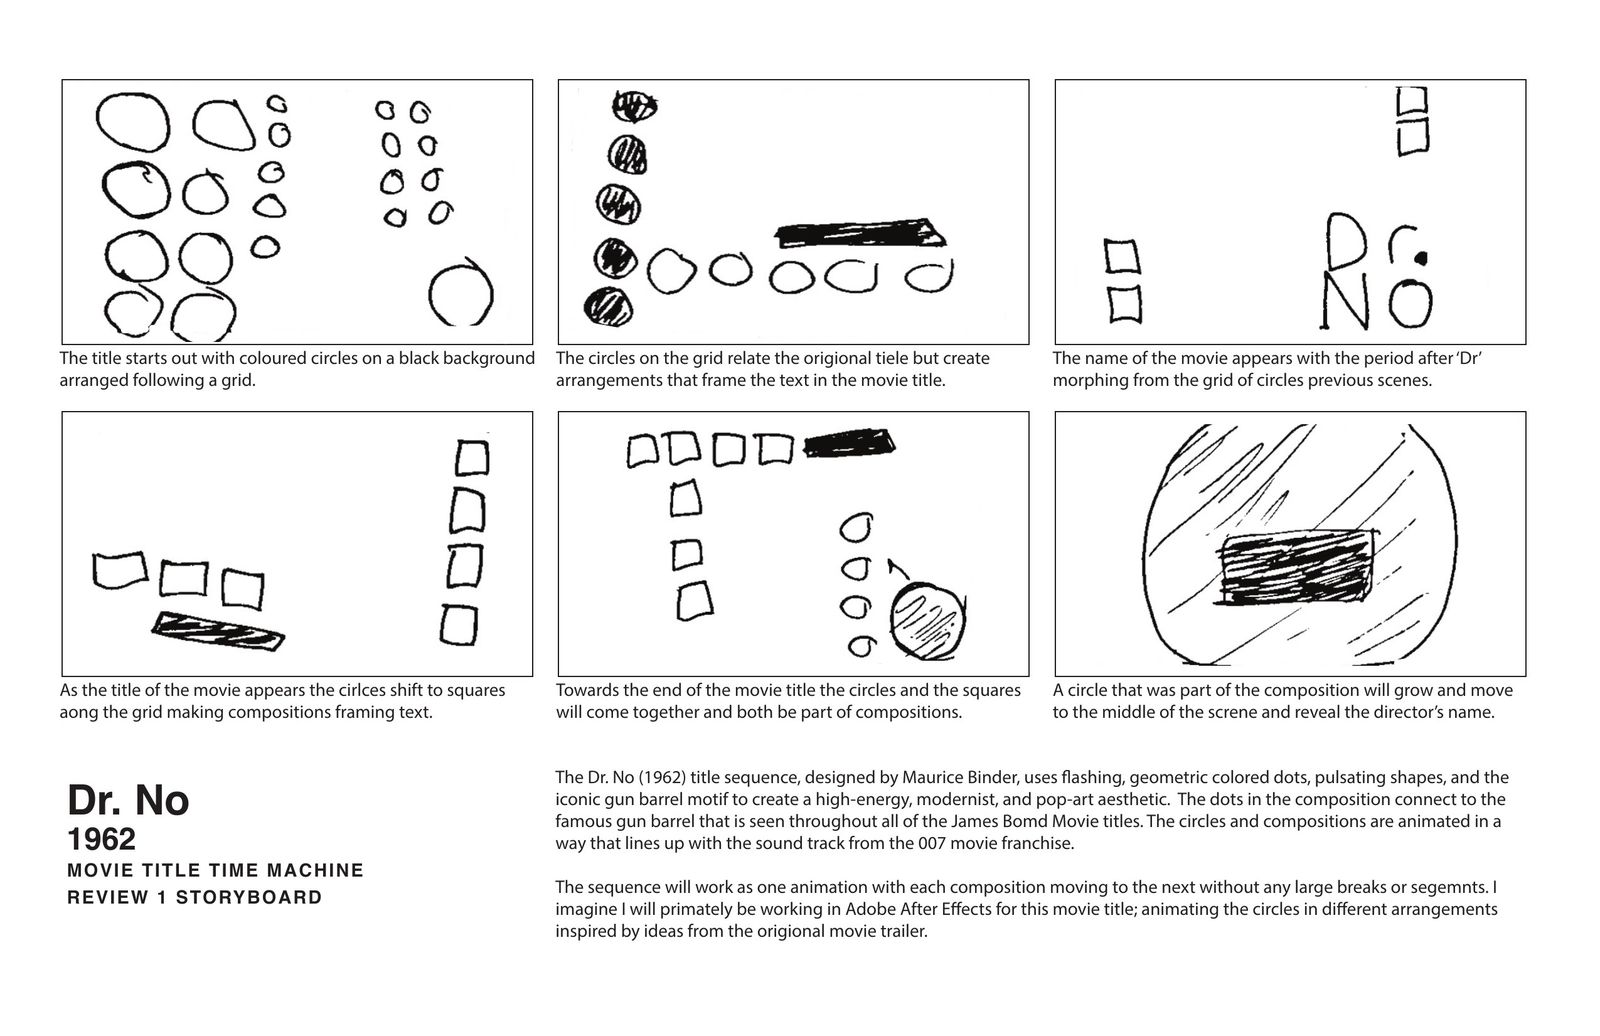 The title starts out with coloured circles on a black background
arranged following a grid.
The circles on the grid relate the origional tiele but create
arrangements that frame the text in the movie title.
Dr.
NO
The name of the movie appears with the period after ‘Dr’
morphing from the grid of circles previous scenes.
As the title of the movie appears the cirlces shift to squares
aong the grid making compositions framing text.
Towards the end of the movie title the circles and the squares
will come together and both be part of compositions.
A circle that was part of the composition will grow and move
to the middle of the screne and reveal the director’s name.
Dr. No
1962
MOVIE TITLE TIME MACHINE
REVIEW 1 STORYBOARD
The Dr. No (1962) title sequence, designed by Maurice Binder, uses flashing, geometric colored dots, pulsating shapes, and the
iconic gun barrel motif to create a high-energy, modernist, and pop-art aesthetic.  The dots in the composition connect to the
famous gun barrel that is seen throughout all of the James Bomd Movie titles. The circles and compositions are animated in a
way that lines up with the sound track from the 007 movie franchise.
The sequence will work as one animation with each composition moving to the next without any large breaks or segemnts. I
imagine I will primately be working in Adobe After Effects for this movie title; animating the circles in different arrangements
inspired by ideas from the origional movie trailer.